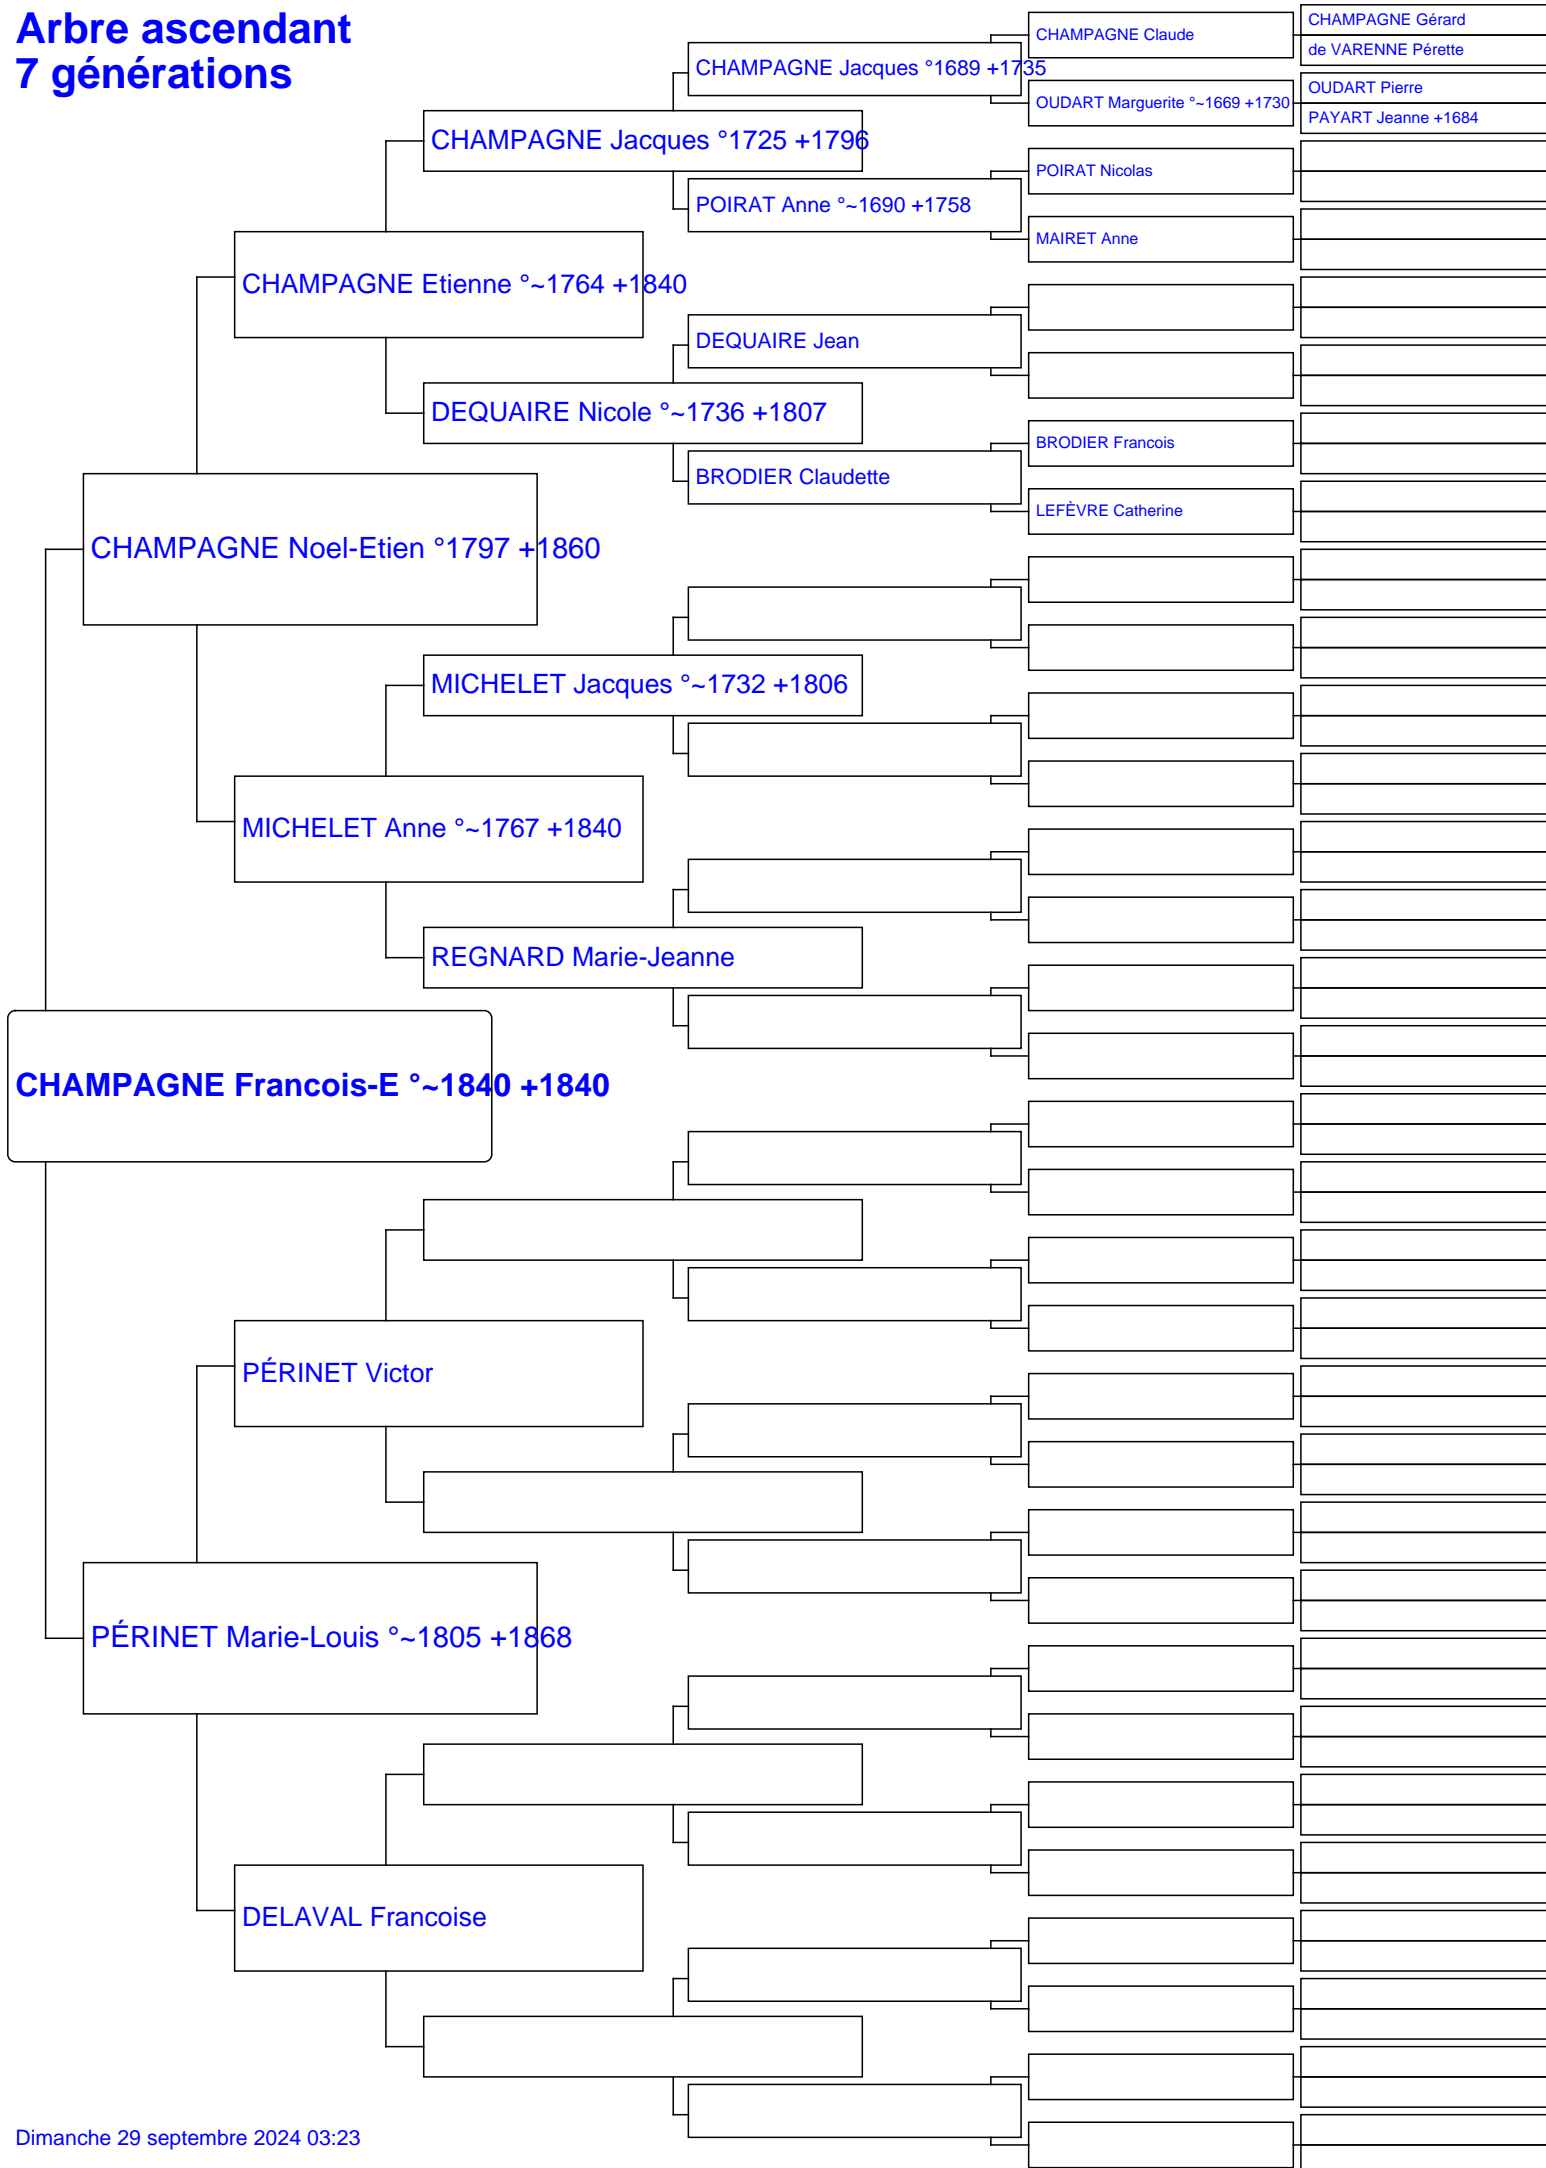 Arbre ascendant
7 générations
CHAMPAGNE Gérard
CHAMPAGNE Claude
de VARENNE Pérette
CHAMPAGNE Jacques °1689 +1735
OUDART Pierre
OUDART Marguerite °~1669 +1730
PAYART Jeanne +1684
CHAMPAGNE Jacques °1725 +1796
POIRAT Nicolas
POIRAT Anne °~1690 +1758
MAIRET Anne
CHAMPAGNE Etienne °~1764 +1840
DEQUAIRE Jean
DEQUAIRE Nicole °~1736 +1807
BRODIER Francois
BRODIER Claudette
LEFÈVRE Catherine
CHAMPAGNE Noel-Etien °1797 +1860
MICHELET Jacques °~1732 +1806
MICHELET Anne °~1767 +1840
REGNARD Marie-Jeanne
CHAMPAGNE Francois-E °~1840 +1840
PÉRINET Victor
PÉRINET Marie-Louis °~1805 +1868
DELAVAL Francoise
Dimanche 29 septembre 2024 03:23